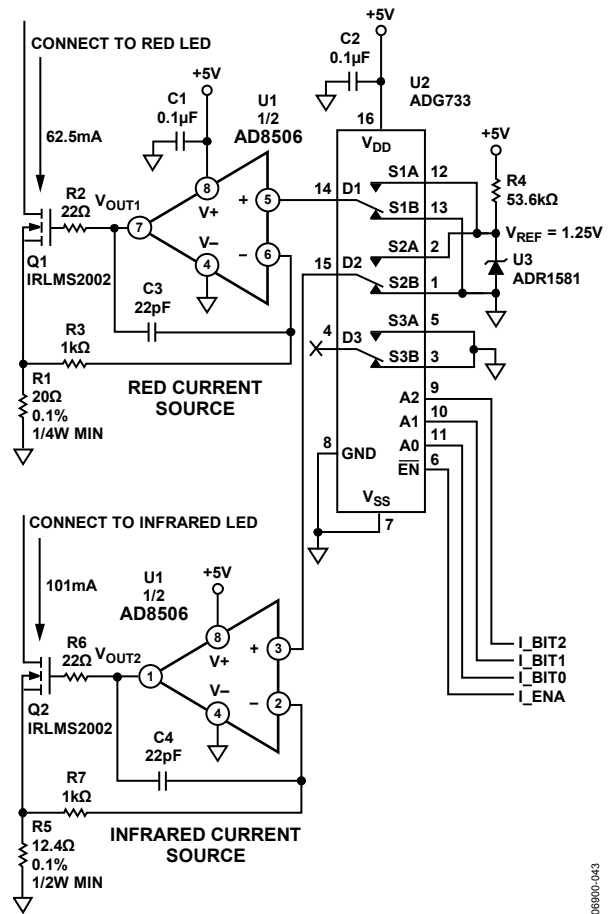 CONNECT TO RED LED
62.5mA
+5V
C1
0.1µF
U1
1/2
AD8506
R2
22Ω
VOUT1
7
8
V+
V–
4
+
5
–
6
Q1
IRLMS2002
C3
22pF
R3
1kΩ
R1
20Ω
0.1%
1/4W MIN
RED CURRENT
SOURCE
+5V
C2
0.1µF
U2
ADG733
16
VDD
14
D1
S1A
12
S1B
13
15
D2
S2A
2
S2B
1
4
D3
S3A
5
S3B
3
A2
9
A1
10
A0
11
EN
6
8
GND
VSS
7
+5V
R4
53.6kΩ
VREF = 1.25V
U3
ADR1581
I_BIT2
I_BIT1
I_BIT0
I_ENA
CONNECT TO INFRARED LED
101mA
U1
1/2
AD8506
+5V
R6
22Ω
VOUT2
1
8
V+
V–
4
+
3
–
2
Q2
IRLMS2002
C4
22pF
R7
1kΩ
R5
12.4Ω
0.1%
1/2W MIN
INFRARED CURRENT
SOURCE
06900-043